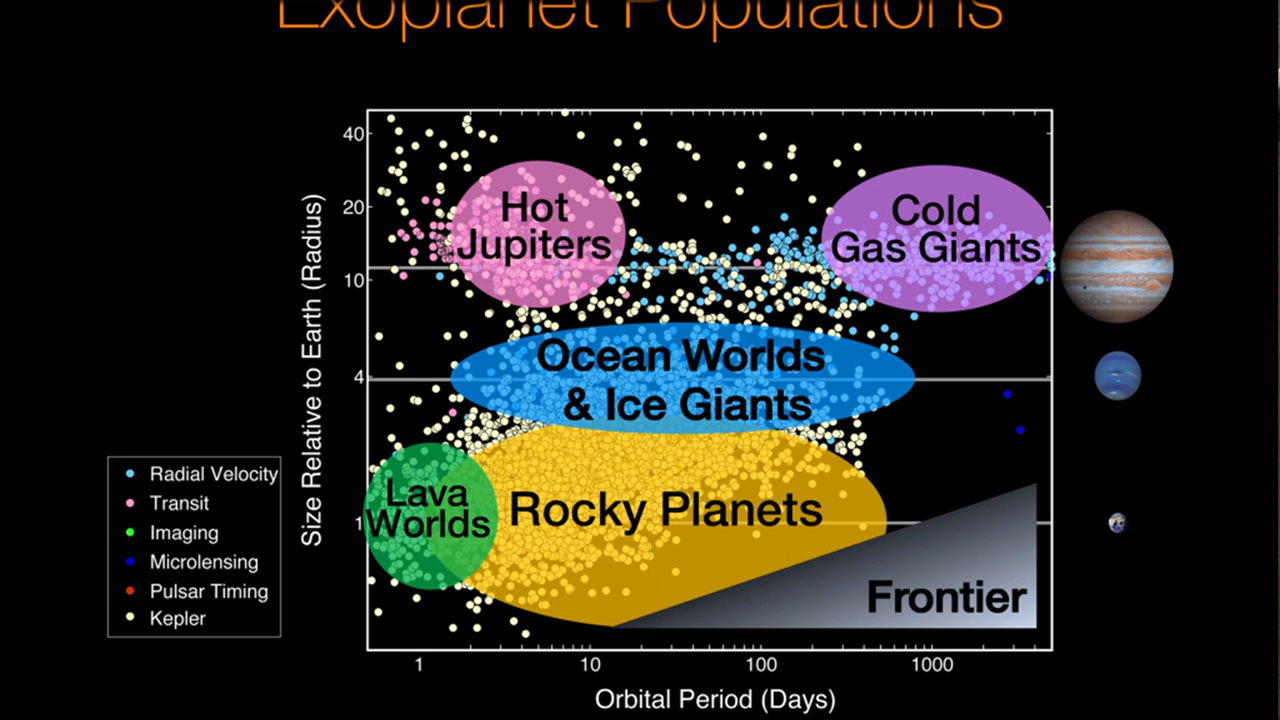 Exoplanet Populations
40
20
10
4
1
Size Relative to Earth (Radius)
Hot
Jupiters
Cold
Gas Giants
Ocean Worlds
& Ice Giants
Lava
Worlds
Rocky Planets
Frontier
Radial Velocity
Transit
Imaging
Microlensing
Pulsar Timing
Kepler
1 10 100 1000
Orbital Period (Days)